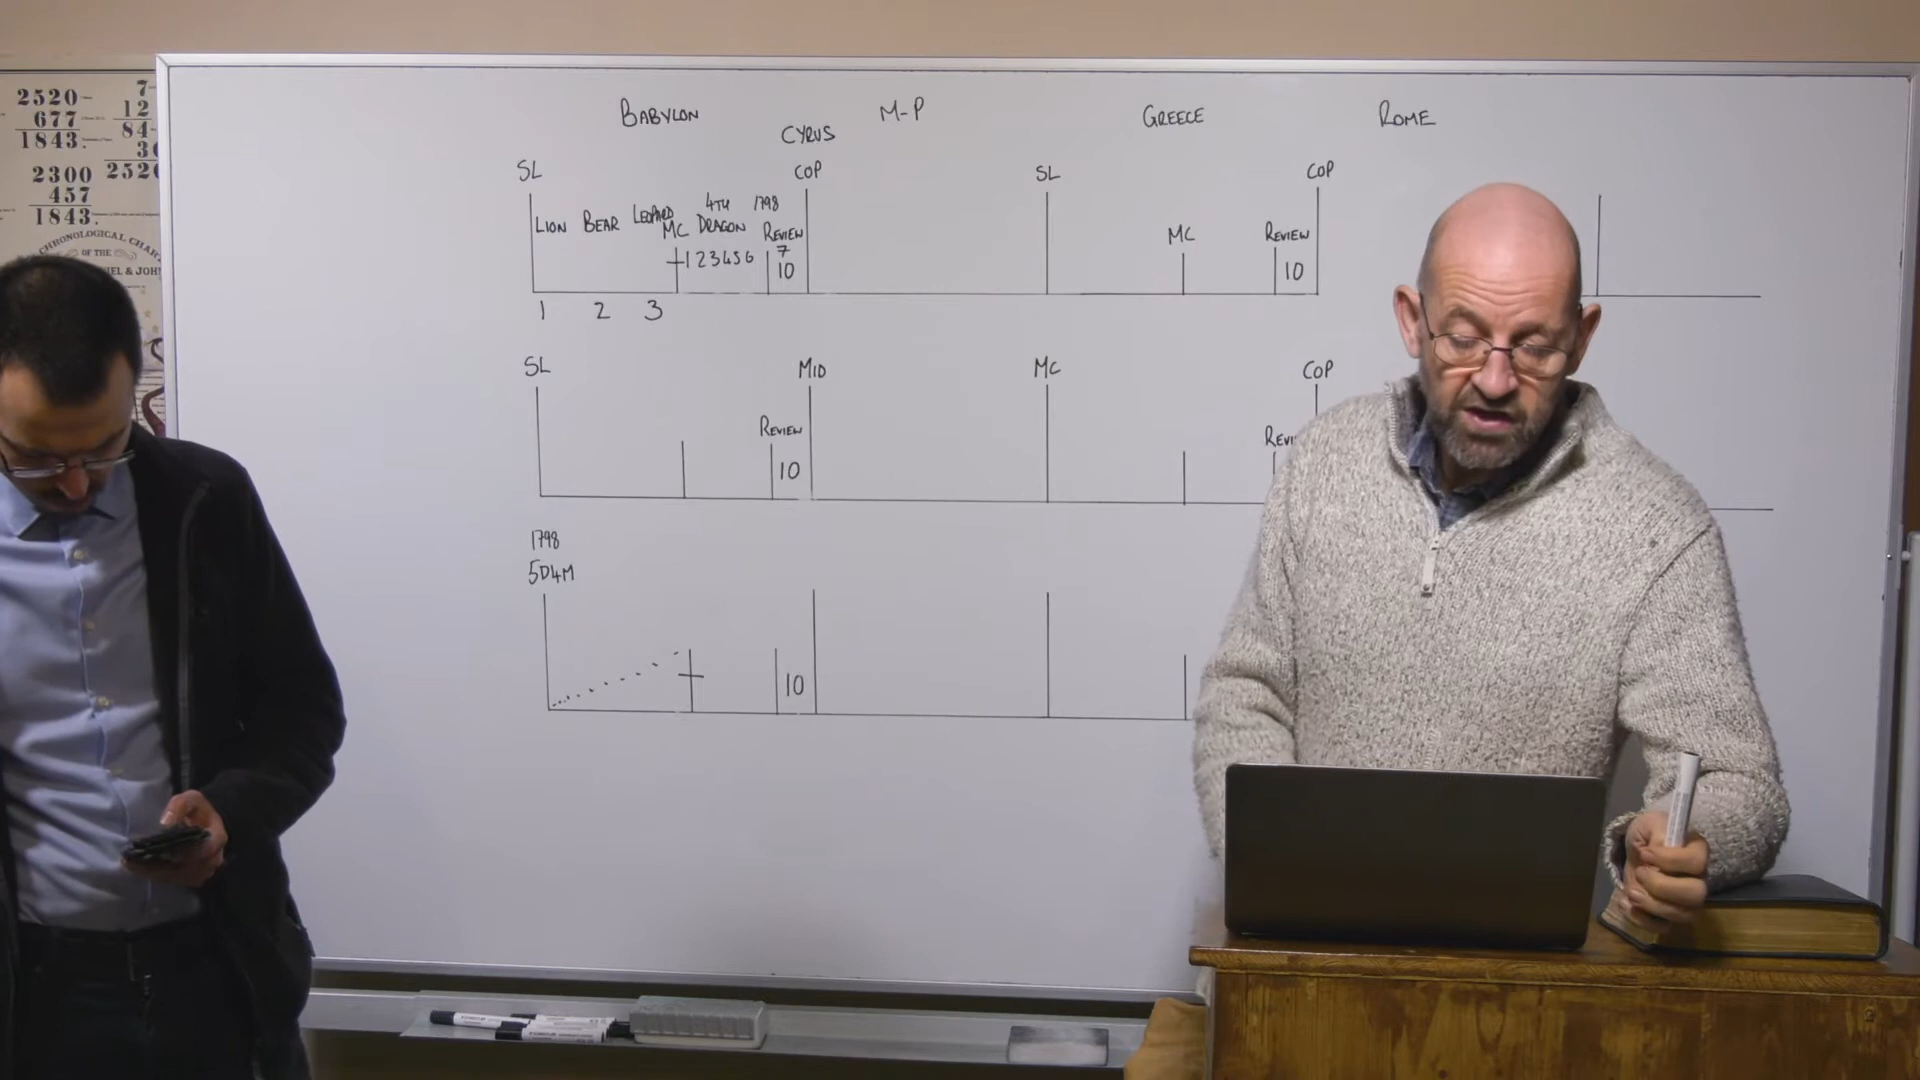 2520
677
1843.
7
12
84
30
2520
2300
457
1843.
CHRONOLOGICAL CHART
OF THE
DANIEL & JOHN
BABYLON M-P GREECE ROME
CYRUS
SL COP SL COP
LION BEAR LEOPARD MC 4TH DRAGON 1798 REVIEW
123456 7
10
MC REVIEW
10
1 2 3
SL MID MC COP
REVIEW
10
1798
5D4M
10